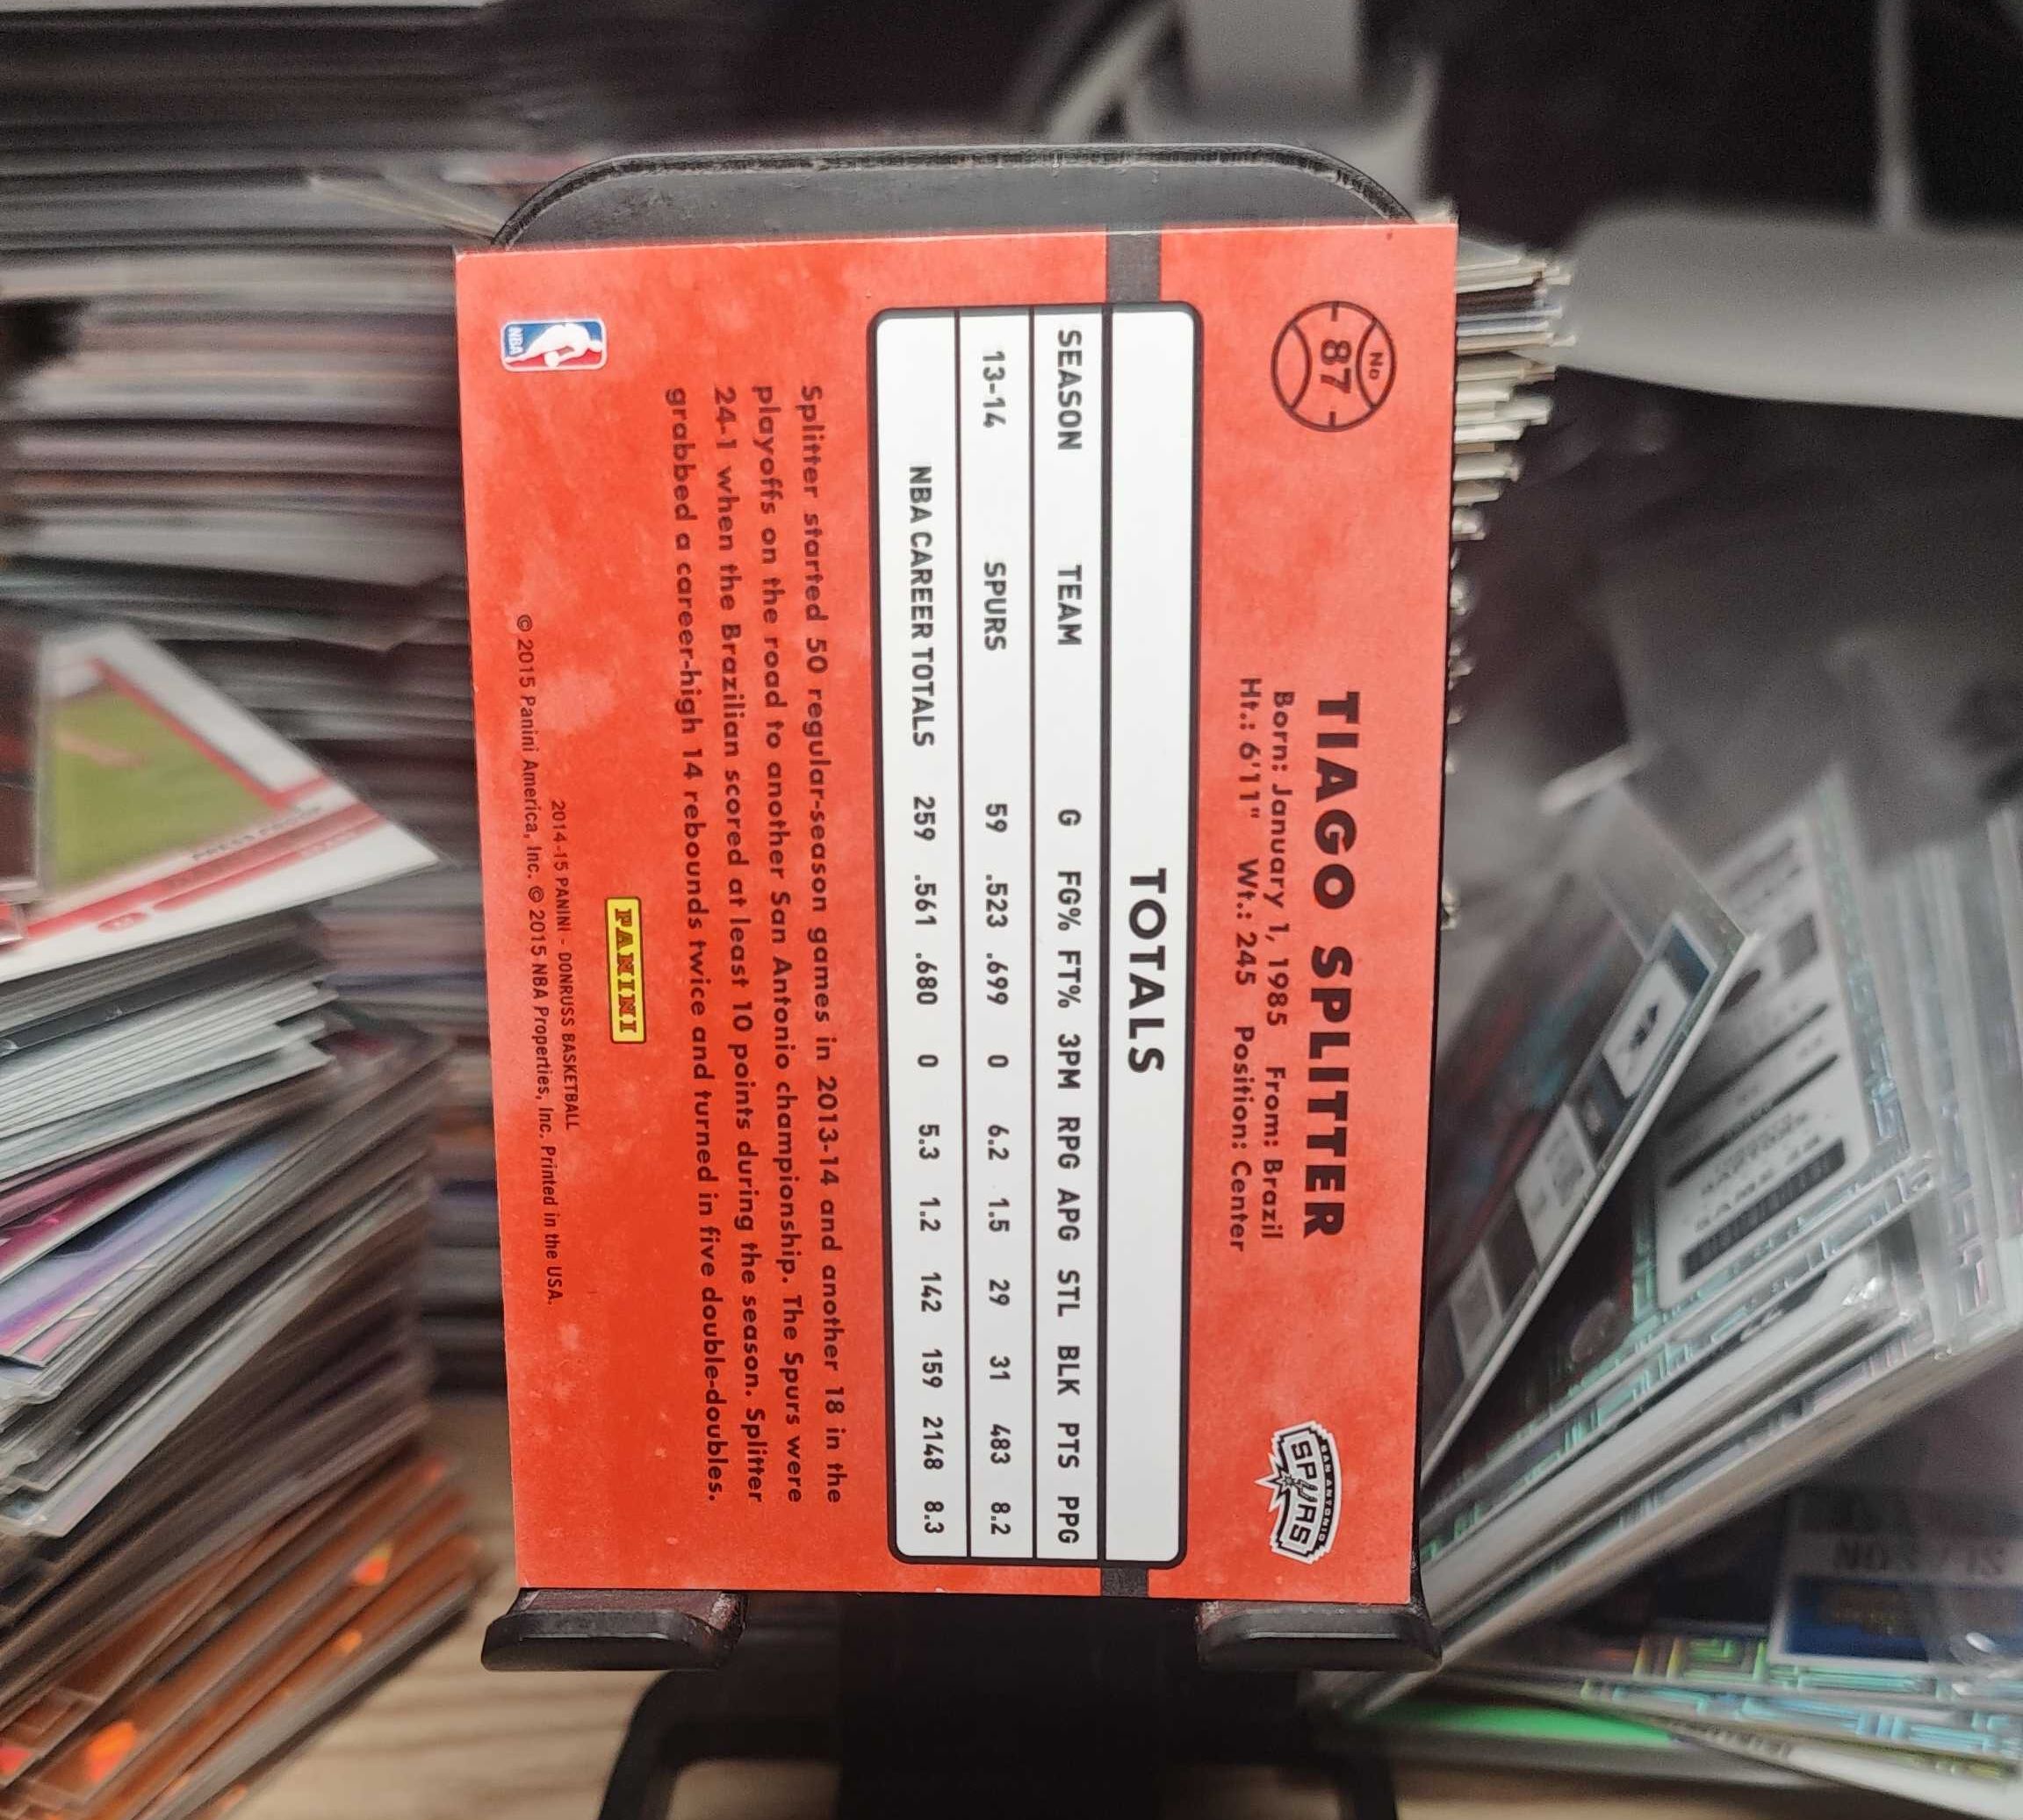 No
87
TIAGO SPLITTER
Born: January 1, 1985 From: Brazil
Ht.: 6'11" Wt.: 245 Position: Center
SAN ANTONIO
SPURS
TOTALS
SEASON TEAM G FG% FT% 3PM RPG APG STL BLK PTS PPG
13-14 SPURS 59 .523 .699 0 6.2 1.5 29 31 483 8.2
NBA CAREER TOTALS 259 .561 .680 0 5.3 1.2 142 159 2148 8.3
Splitter started 50 regular-season games in 2013-14 and another 18 in the
playoffs on the road to another San Antonio championship. The Spurs were
24-1 when the Brazilian scored at least 10 points during the season. Splitter
grabbed a career-high 14 rebounds twice and turned in five double-doubles.
NBA
PANINI
2014-15 PANINI - DONRUSS BASKETBALL
© 2015 Panini America, Inc. © 2015 NBA Properties, Inc. Printed in the USA.